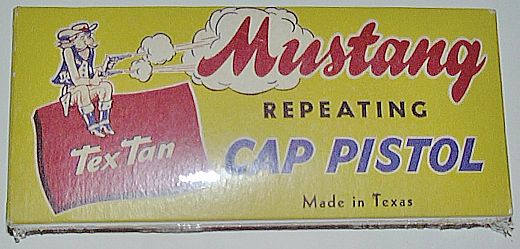 Mustang
REPEATING
Tex Tan
CAP PISTOL
Made in Texas